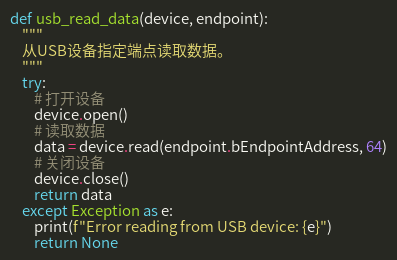 def usb_read_data(device, endpoint):
    """
    从USB设备指定端点读取数据。
    """
    try:
        # 打开设备
        device.open()
        # 读取数据
        data = device.read(endpoint.bEndpointAddress, 64)
        # 关闭设备
        device.close()
        return data
    except Exception as e:
        print(f"Error reading from USB device: {e}")
        return None